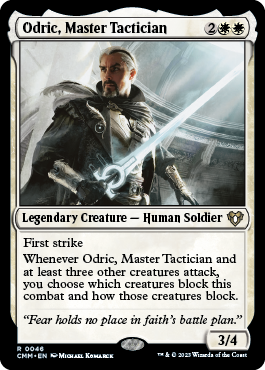 Odric, Master Tactician 2
Legendary Creature — Human Soldier
First strike
Whenever Odric, Master Tactician and
at least three other creatures attack,
you choose which creatures block this
combat and how those creatures block.
“Fear holds no place in faith’s battle plan.”
3/4
R 0046
CMM • EN Michael Komarck
™ & © 2023 Wizards of the Coast